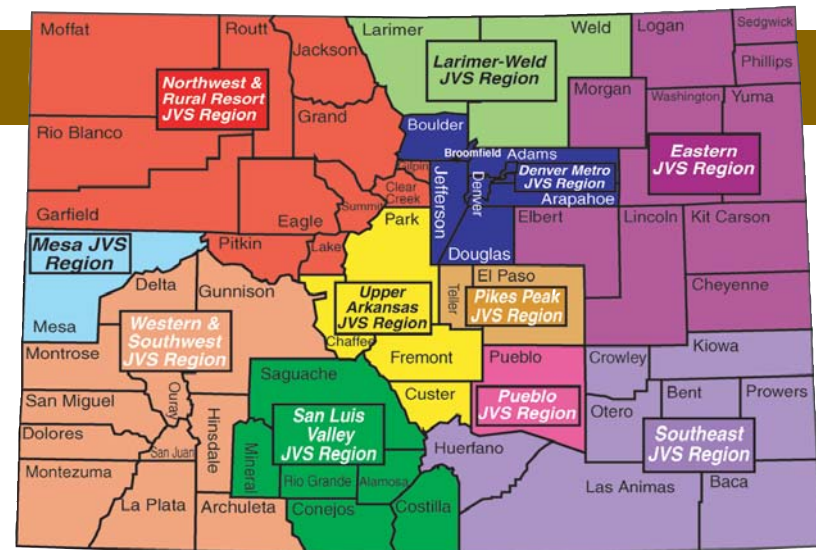 Moffat
Routt
Jackson
Larimer
Weld
Logan
Sedgwick
Phillips
Northwest &
Rural Resort
JVS Region
Larimer-Weld
JVS Region
Morgan
Washington
Yuma
Rio Blanco
Grand
Boulder
Broomfield
Adams
Eastern
JVS Region
Gilpin
Clear
Creek
Jefferson
Denver
Denver Metro
JVS Region
Arapahoe
Garfield
Eagle
Summit
Park
Elbert
Lincoln
Kit Carson
Mesa JVS
Region
Pitkin
Lake
Douglas
Delta
Gunnison
Teller
El Paso
Cheyenne
Upper
Arkansas
JVS Region
Pikes Peak
JVS Region
Mesa
Western &
Southwest
JVS Region
Chaffee
Montrose
Fremont
Pueblo
Crowley
Kiowa
Saguache
Ouray
San Miguel
Hinsdale
Custer
Pueblo
JVS Region
Otero
Bent
Prowers
San Luis
Valley
JVS Region
Dolores
San Juan
Mineral
Huerfano
Southeast
JVS Region
Montezuma
Rio Grande
Alamosa
La Plata
Archuleta
Conejos
Costilla
Las Animas
Baca